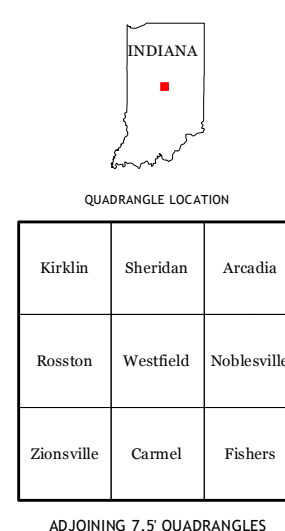 INDIANA
QUADRANGLE LOCATION
Kirklin Sheridan Arcadia
Rosston Westfield Noblesville
Zionsville Carmel Fishers
ADJOINING 7.5' QUADRANGLES